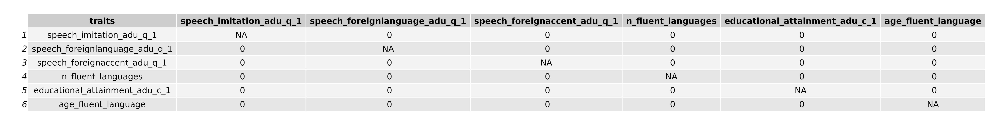 traits speech_imitation_adu_q_1 speech_foreignlanguage_adu_q_1 speech_foreignaccent_adu_q_1 n_fluent_languages educational_attainment_adu_c_1 age_fluent_language
1 speech_imitation_adu_q_1 NA 0 0 0 0 0
2 speech_foreignlanguage_adu_q_1 0 NA 0 0 0 0
3 speech_foreignaccent_adu_q_1 0 0 NA 0 0 0
4 n_fluent_languages 0 0 0 NA 0 0
5 educational_attainment_adu_c_1 0 0 0 0 NA 0
6 age_fluent_language 0 0 0 0 0 NA